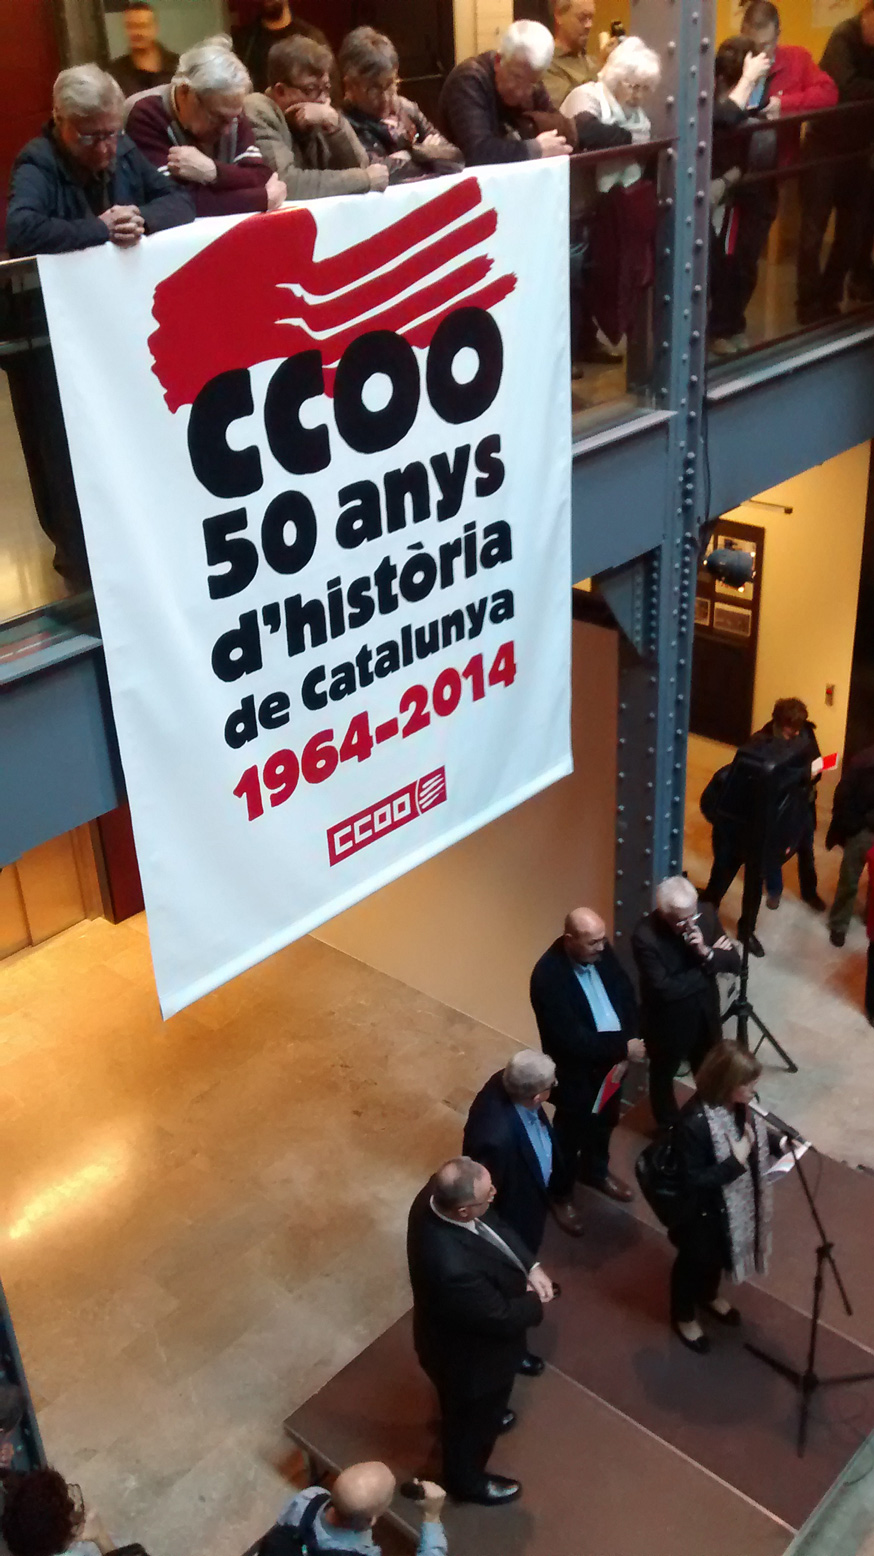 CCOO
50 anys
d'història
de Catalunya
1964-2014
CCOO